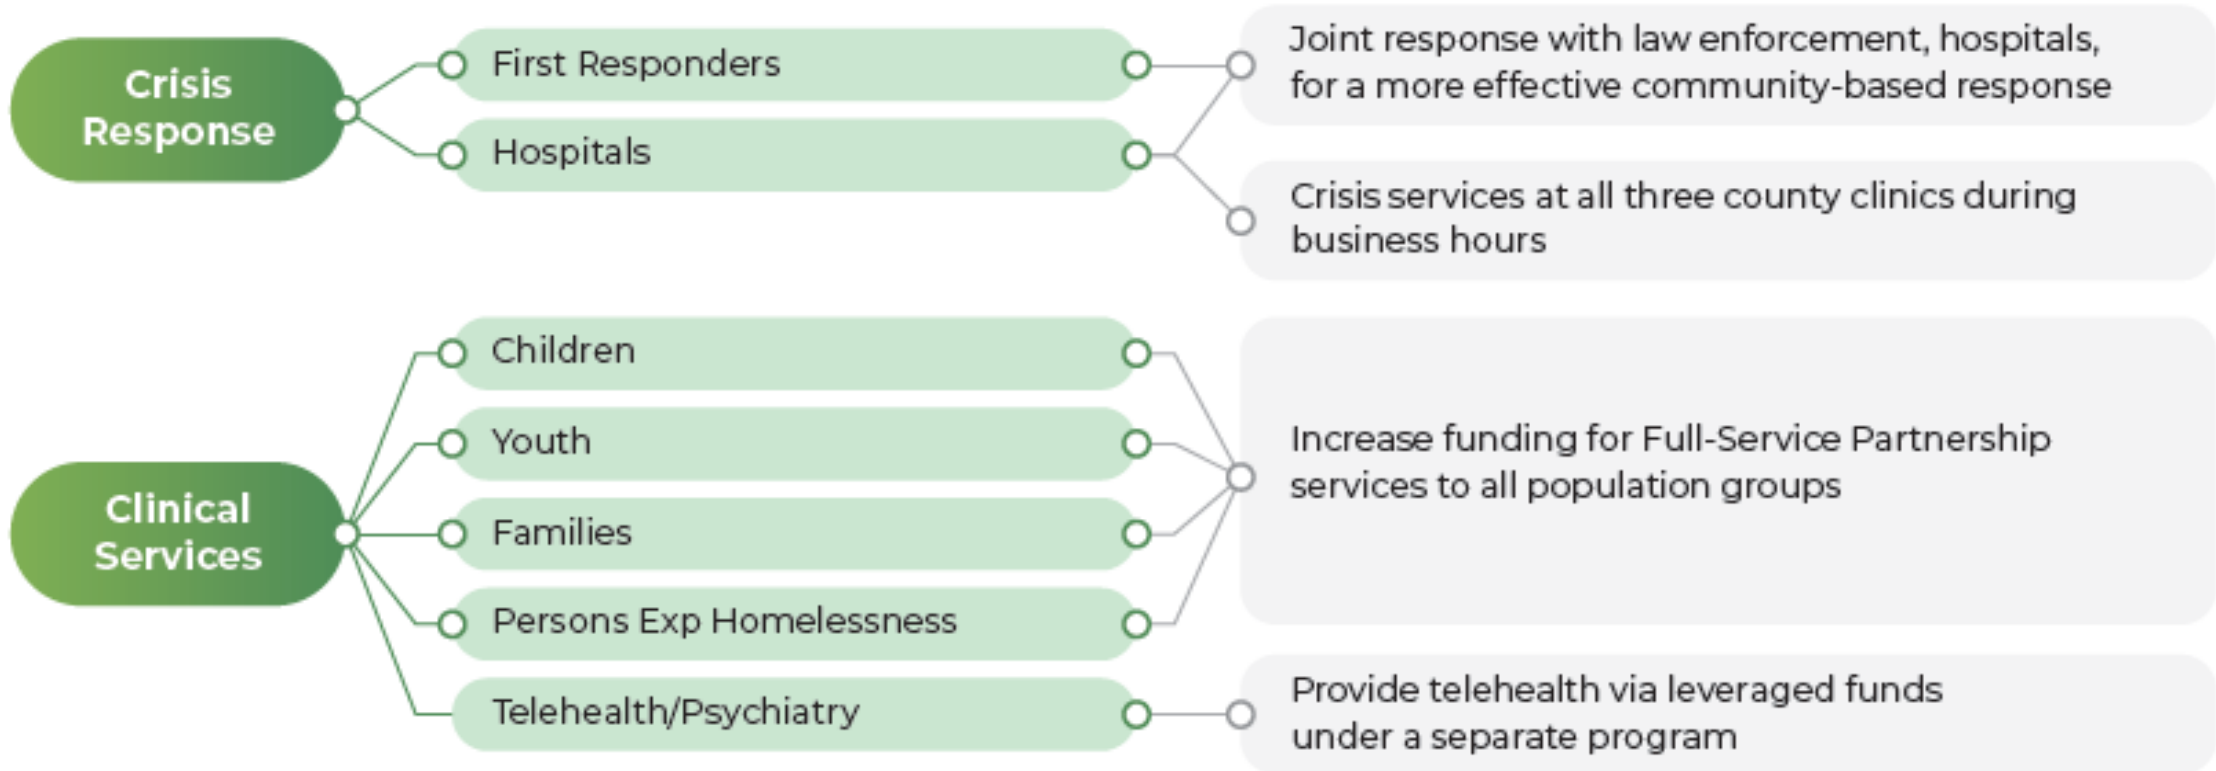 Crisis
Response
First Responders
Hospitals
Joint response with law enforcement, hospitals,
for a more effective community-based response
Crisis services at all three county clinics during
business hours
Clinical
Services
Children
Youth
Families
Persons Exp Homelessness
Telehealth/Psychiatry
Increase funding for Full-Service Partnership
services to all population groups
Provide telehealth via leveraged funds
under a separate program